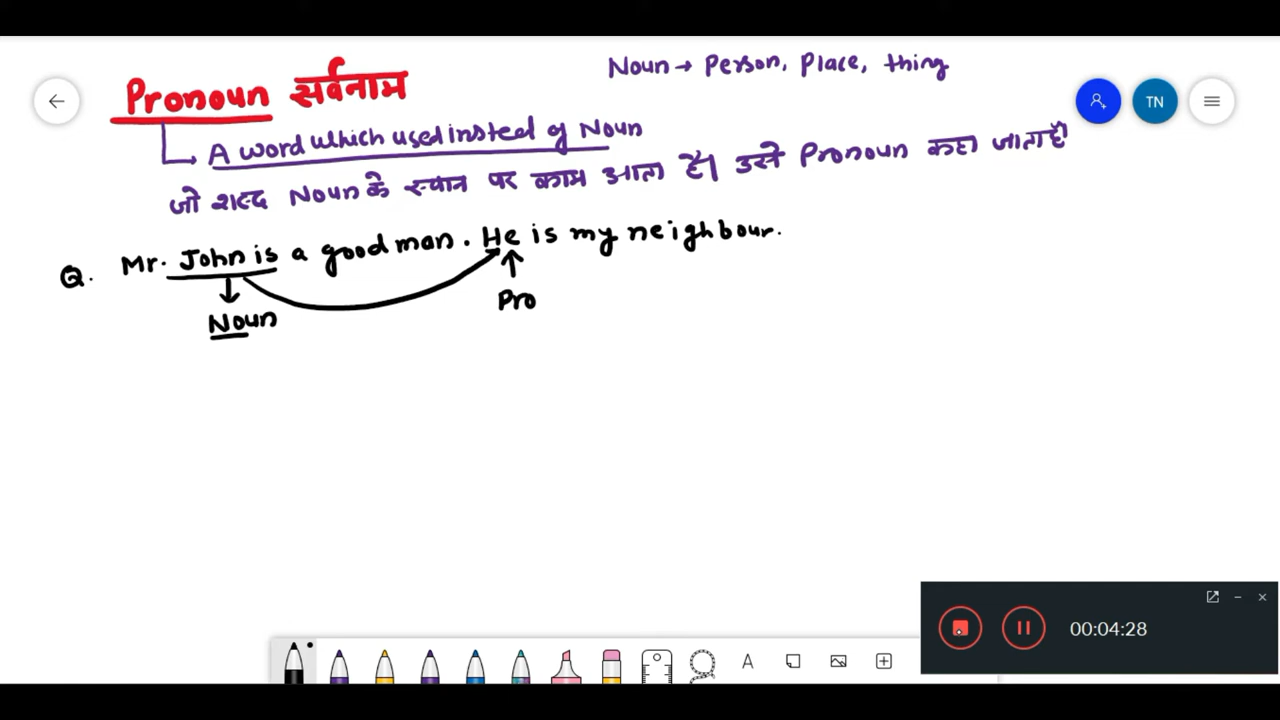 Noun → Person, Place, thing
Pronoun सर्वनाम
TN
A word which used insted of Noun
जो शब्द Noun के स्थान पर काम आता है। उसे Pronoun कहा जाता है।
Q. Mr. John is a good man. He is my neighbour.
Noun
Pro
00:04:28
A